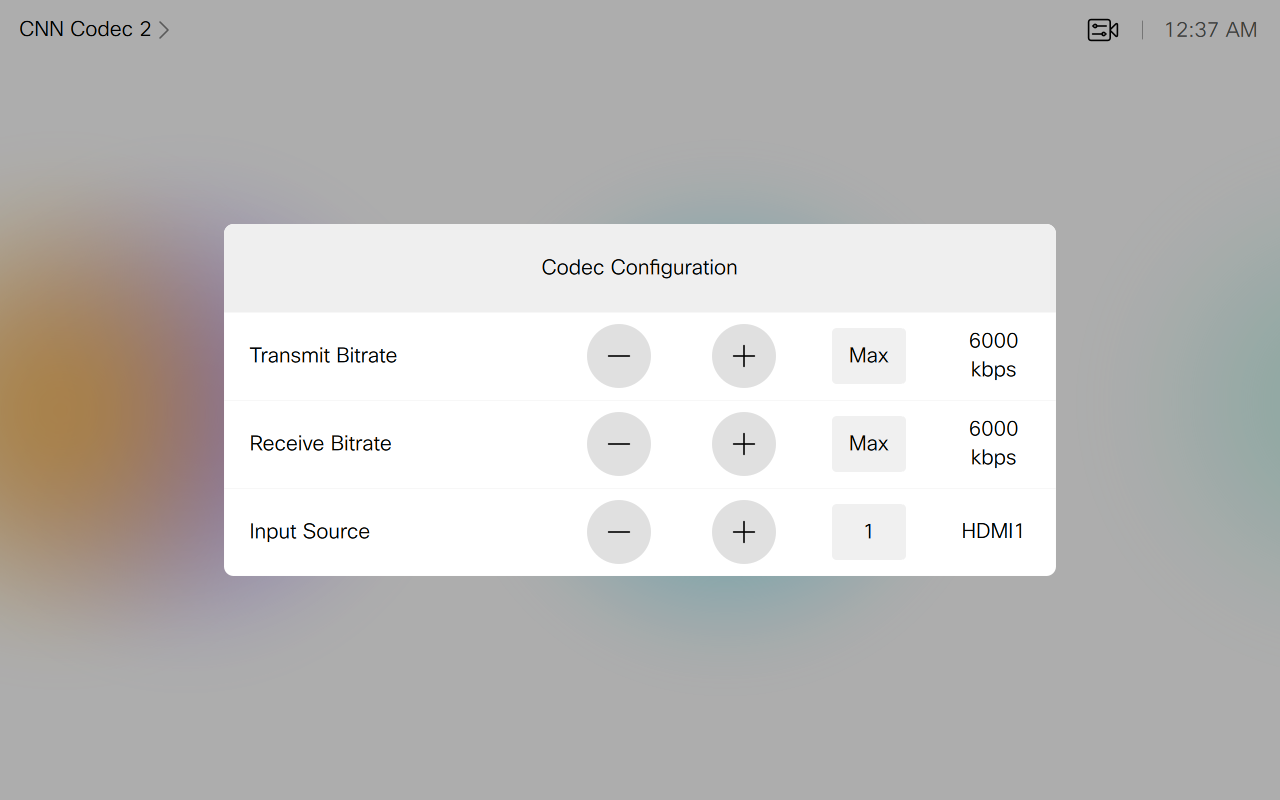 CNN Codec 2
12:37 AM
Codec Configuration
Transmit Bitrate
Max
6000
kbps
Receive Bitrate
Max
6000
kbps
Input Source
1
HDMI1